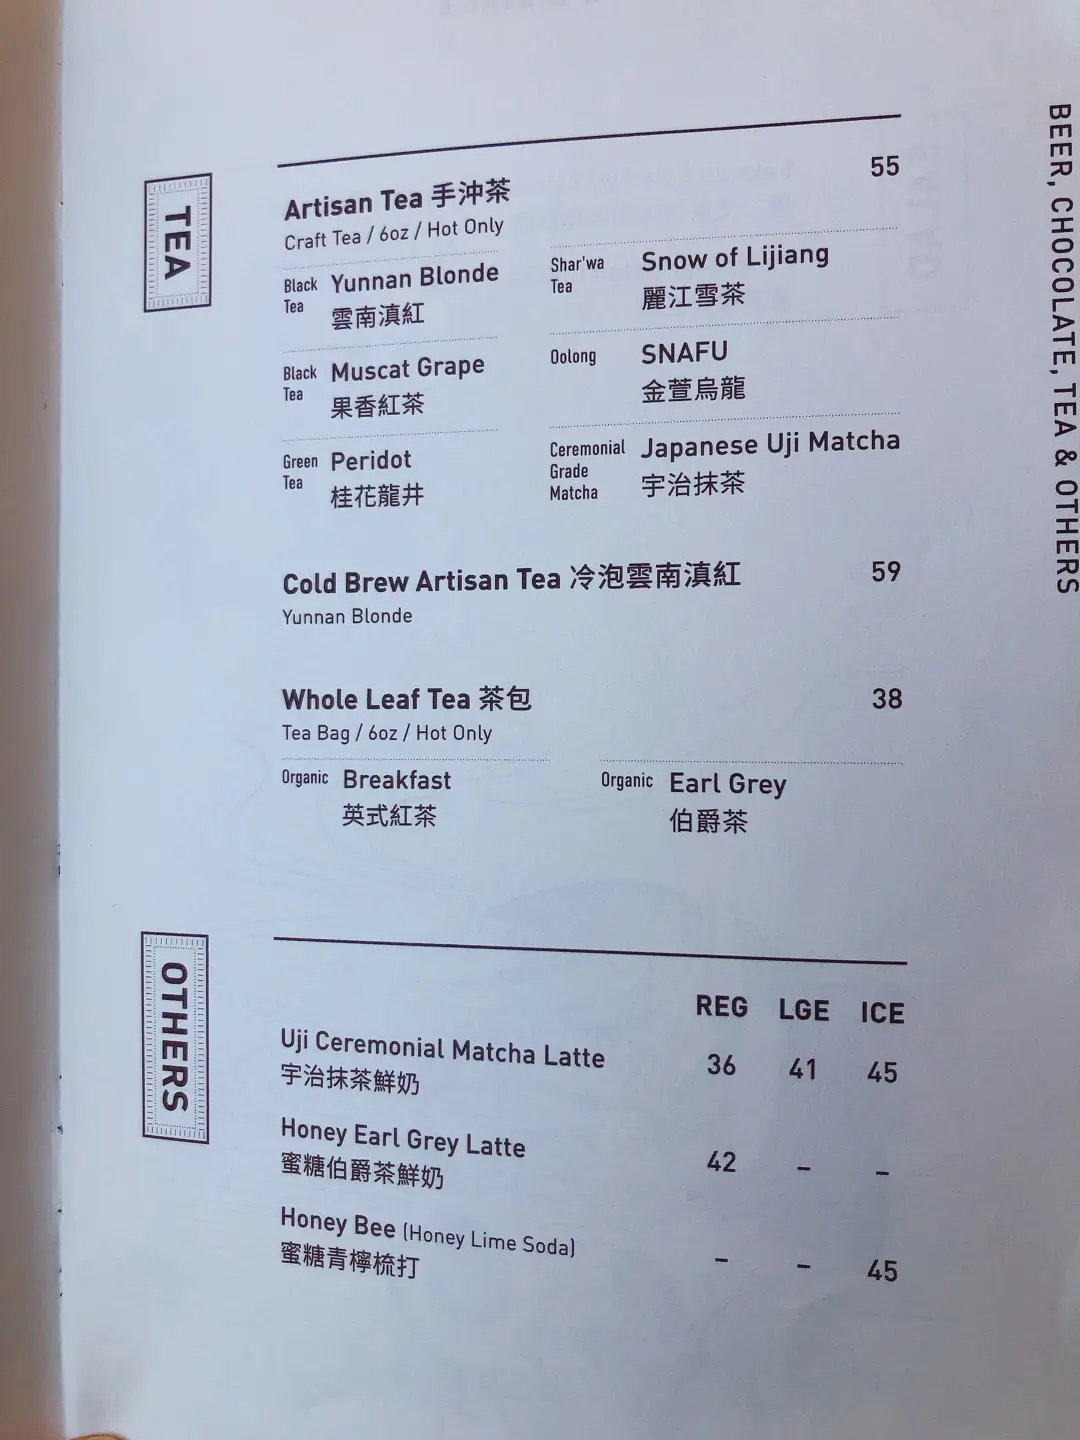 BEER, CHOCOLATE, TEA & OTHERS
TEA
Artisan Tea 手沖茶 55
Craft Tea / 6oz / Hot Only
Black Tea Yunnan Blonde
雲南滇紅
Shar'wa Tea Snow of Lijiang
麗江雪茶
Black Tea Muscat Grape
果香紅茶
Oolong SNAFU
金萱烏龍
Green Tea Peridot
桂花龍井
Ceremonial Grade Matcha Japanese Uji Matcha
宇治抹茶
Cold Brew Artisan Tea 冷泡雲南滇紅 59
Yunnan Blonde
Whole Leaf Tea 茶包 38
Tea Bag / 6oz / Hot Only
Organic Breakfast
英式紅茶
Organic Earl Grey
伯爵茶
OTHERS
REG LGE ICE
Uji Ceremonial Matcha Latte 36 41 45
宇治抹茶鮮奶
Honey Earl Grey Latte 42 – –
蜜糖伯爵茶鮮奶
Honey Bee (Honey Lime Soda) – – 45
蜜糖青檸梳打